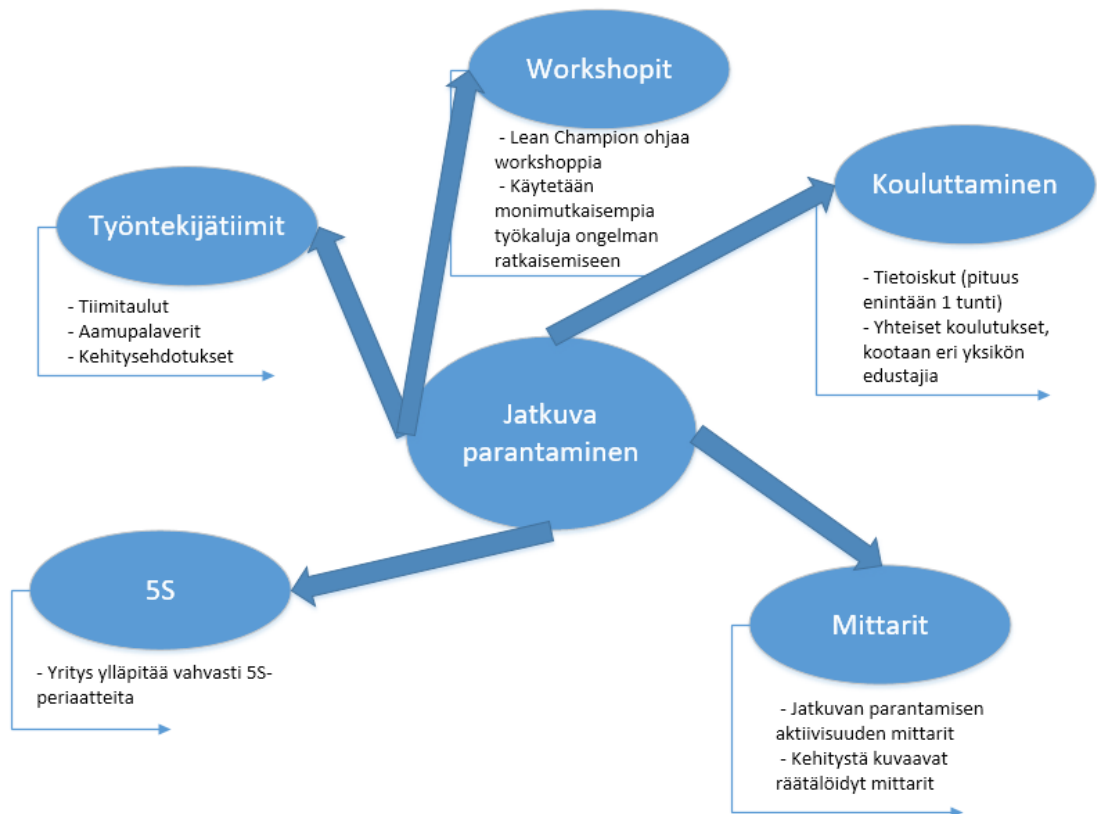 Workshopit
- Lean Champion ohjaa
workshoppia
- Käytetään
monimutkaisempia
työkaluja ongelman
ratkaisemiseen
Kouluttaminen
- Tietoiskut (pituus
enintään 1 tunti)
- Yhteiset koulutukset,
kootaan eri yksikön
edustajia
Työntekijätiimit
- Tiimitaulut
- Aamupalaverit
- Kehitysehdotukset
Jatkuva
parantaminen
5S
- Yritys ylläpitää vahvasti 5S-
periaatteita
Mittarit
- Jatkuvan parantamisen
aktiivisuuden mittarit
- Kehitystä kuvaavat
räätälöidyt mittarit